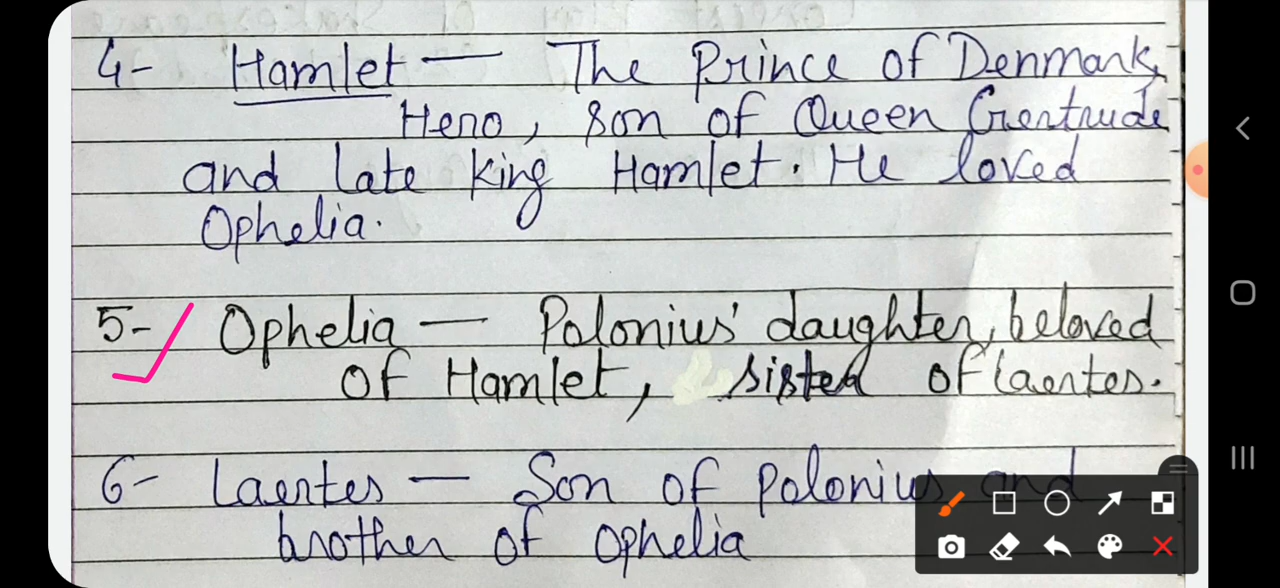 4- Hamlet — The Prince of Denmark,
Hero, son of Queen Gertrude
and late king Hamlet. He loved
Ophelia.
5- Ophelia — Polonius' daughter, beloved
of Hamlet, sister of Laertes.
6- Laertes — Son of Polonius and
brother of Ophelia